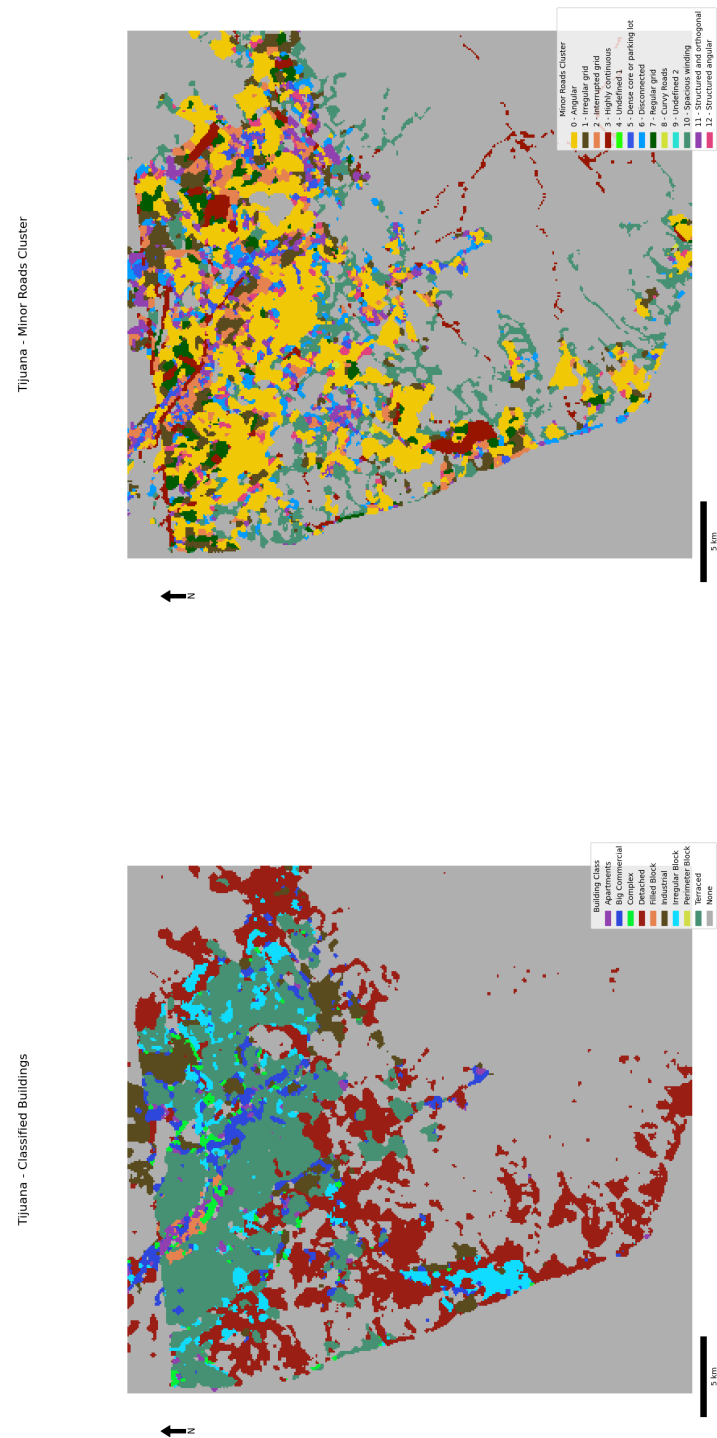 Tijuana - Minor Roads Cluster
Minor Roads Cluster
0 - Angular
1 - Irregular grid
2 - Interrupted grid
3 - Highly continuous
4 - Undefined 1
5 - Dense core or parking lot
6 - Disconnected
7 - Regular grid
8 - Curvy Roads
9 - Undefined 2
10 - Spacious winding
11 - Structured and orthogonal
12 - Structured angular
5 km
N
Tijuana - Classified Buildings
Building Class
Apartments
Big Commercial
Complex
Detached
Filled Block
Industrial
Irregular Block
Perimeter Block
Terraced
None
5 km
N